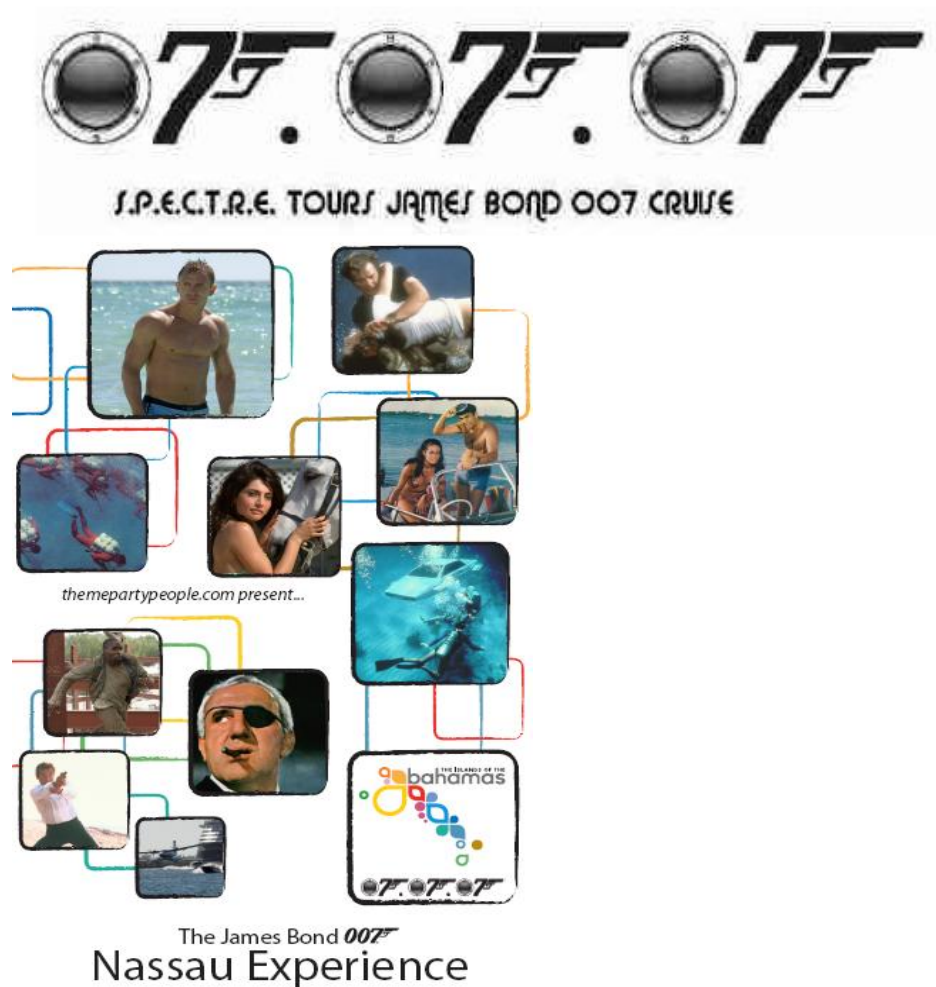 07.07.07
S.P.E.C.T.R.E. TOURS JAMES BOND 007 CRUISE
themepartypeople.com present...
THE ISLANDS OF THE
bahamas
07.07.07
The James Bond 007
Nassau Experience